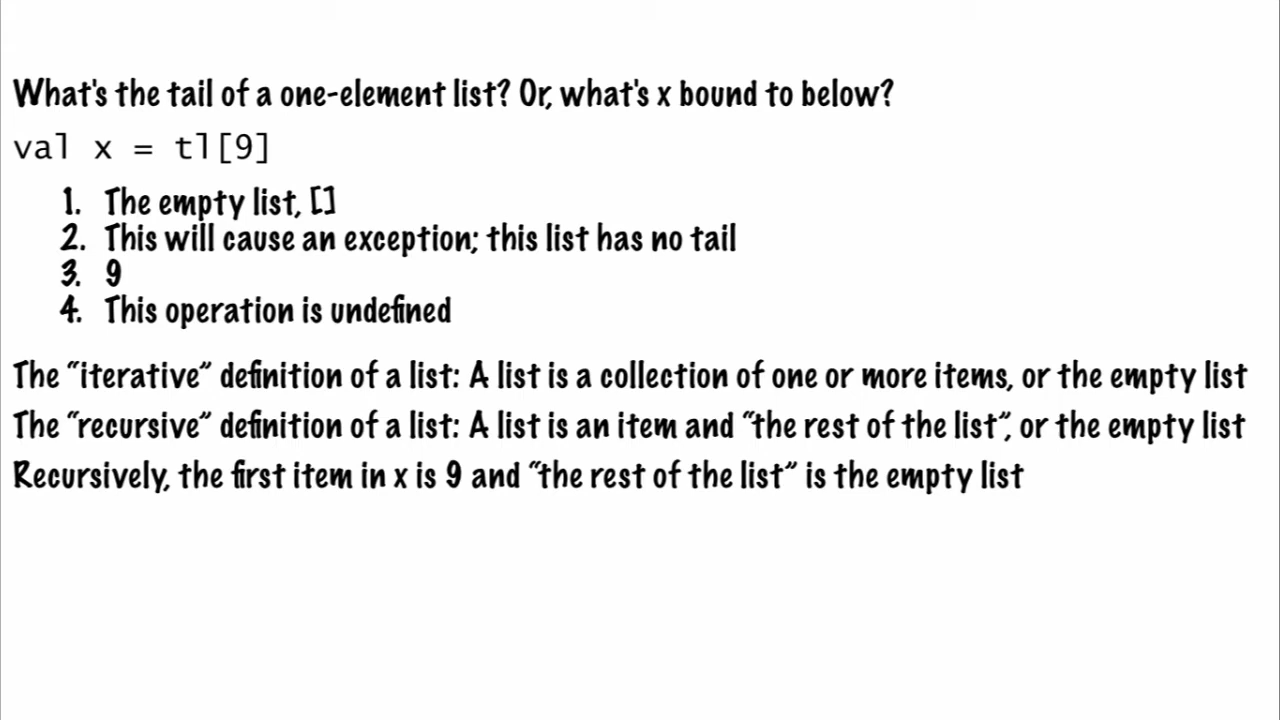 What's the tail of a one-element list? Or, what's x bound to below?
val x = tl[9]
1. The empty list, []
2. This will cause an exception; this list has no tail
3. 9
4. This operation is undefined
The “iterative” definition of a list: A list is a collection of one or more items, or the empty list
The “recursive” definition of a list: A list is an item and “the rest of the list”, or the empty list
Recursively, the first item in x is 9 and “the rest of the list” is the empty list